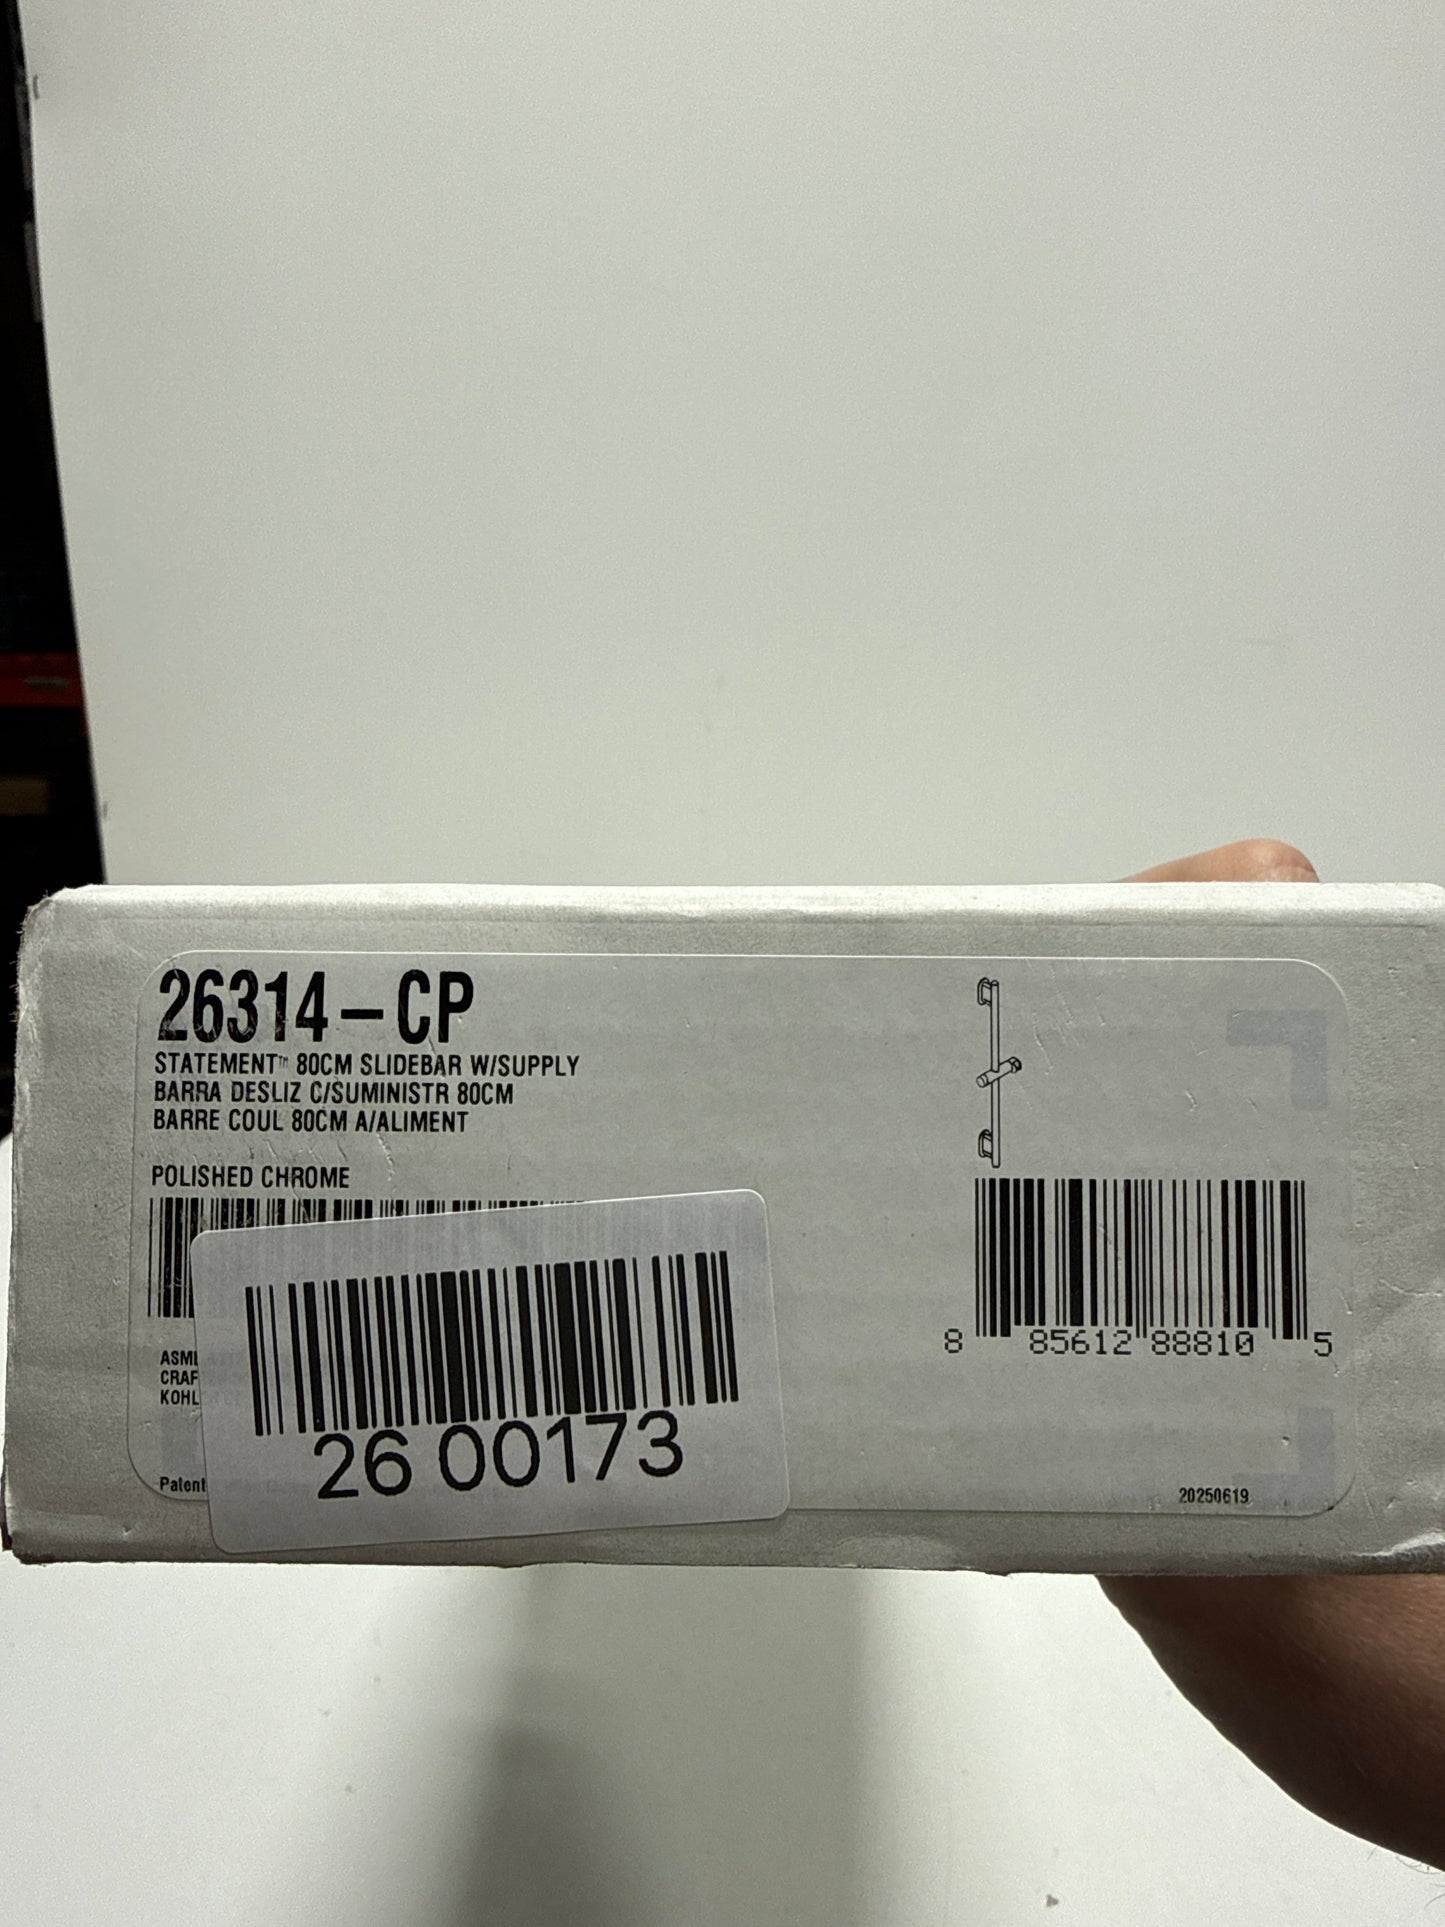 26314-CP
STATEMENT™ 80CM SLIDEBAR W/SUPPLY
BARRA DESLIZ C/SUMINISTR 80CM
BARRE COUL 80CM A/ALIMENT
POLISHED CHROME
8 85612 88810 5
26 00173
20250619